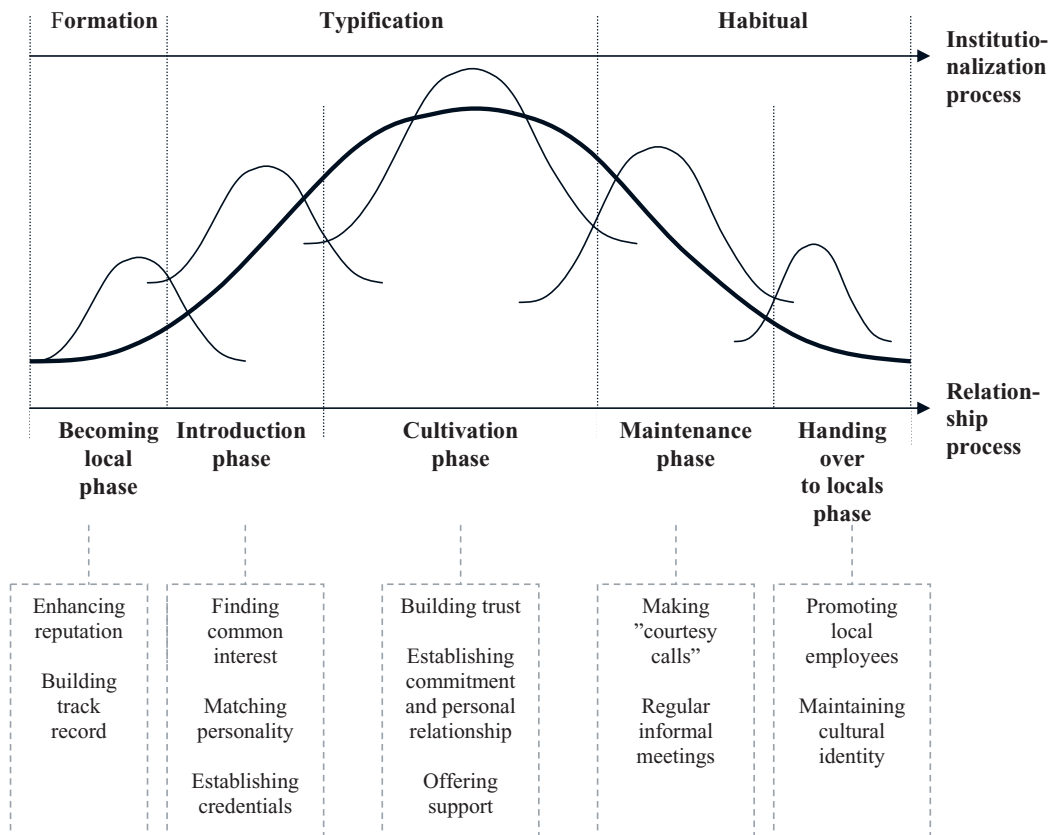 Formation
Typification
Habitual
Institutio-
nalization
process
Relation-
ship
process
Becoming
local
phase
Introduction
phase
Cultivation
phase
Maintenance
phase
Handing
over
to locals
phase
Enhancing
reputation
Building
track
record
Finding
common
interest
Matching
personality
Establishing
credentials
Building trust
Establishing
commitment
and personal
relationship
Offering
support
Making
”courtesy
calls”
Regular
informal
meetings
Promoting
local
employees
Maintaining
cultural
identity